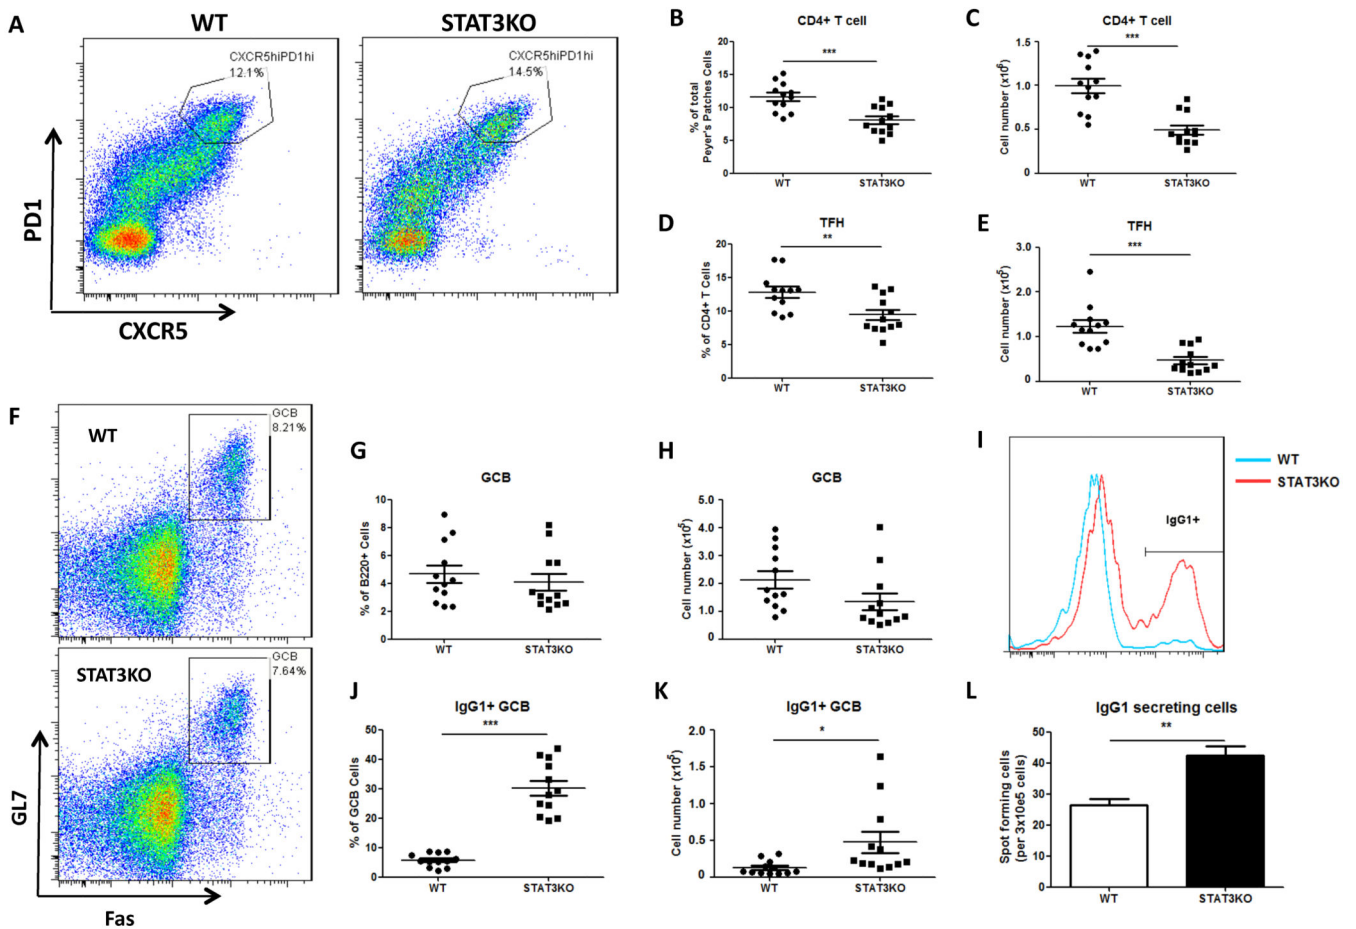 A
WT
STAT3KO
CXCR5hiPD1hi
12.1%
CXCR5hiPD1hi
14.5%
PD1
CXCR5
B
CD4+ T cell
***
% of total
Peyer's Patches Cells
20
15
10
5
0
WT
STAT3KO
C
CD4+ T cell
***
Cell number (x10⁶)
1.5
1.0
0.5
0
WT
STAT3KO
D
TFH
**
% of CD4+ T Cells
20
15
10
5
0
WT
STAT3KO
E
TFH
***
Cell number (x10⁵)
3.0
2.0
1.0
0
WT
STAT3KO
F
WT
GCB
8.21%
STAT3KO
GCB
7.64%
GL7
Fas
G
GCB
% of B220+ Cells
10
8
6
4
2
0
WT
STAT3KO
H
GCB
Cell number (x10⁵)
5.0
4.0
3.0
2.0
1.0
0
WT
STAT3KO
I
IgG1+
WT
STAT3KO
J
IgG1+ GCB
***
% of GCB Cells
50
40
30
20
10
0
WT
STAT3KO
K
IgG1+ GCB
*
Cell number (x10⁵)
2.0
1.5
1.0
0.5
0
WT
STAT3KO
L
IgG1 secreting cells
**
Spot forming cells
(per 3x10e5 cells)
50
40
30
20
10
0
WT
STAT3KO